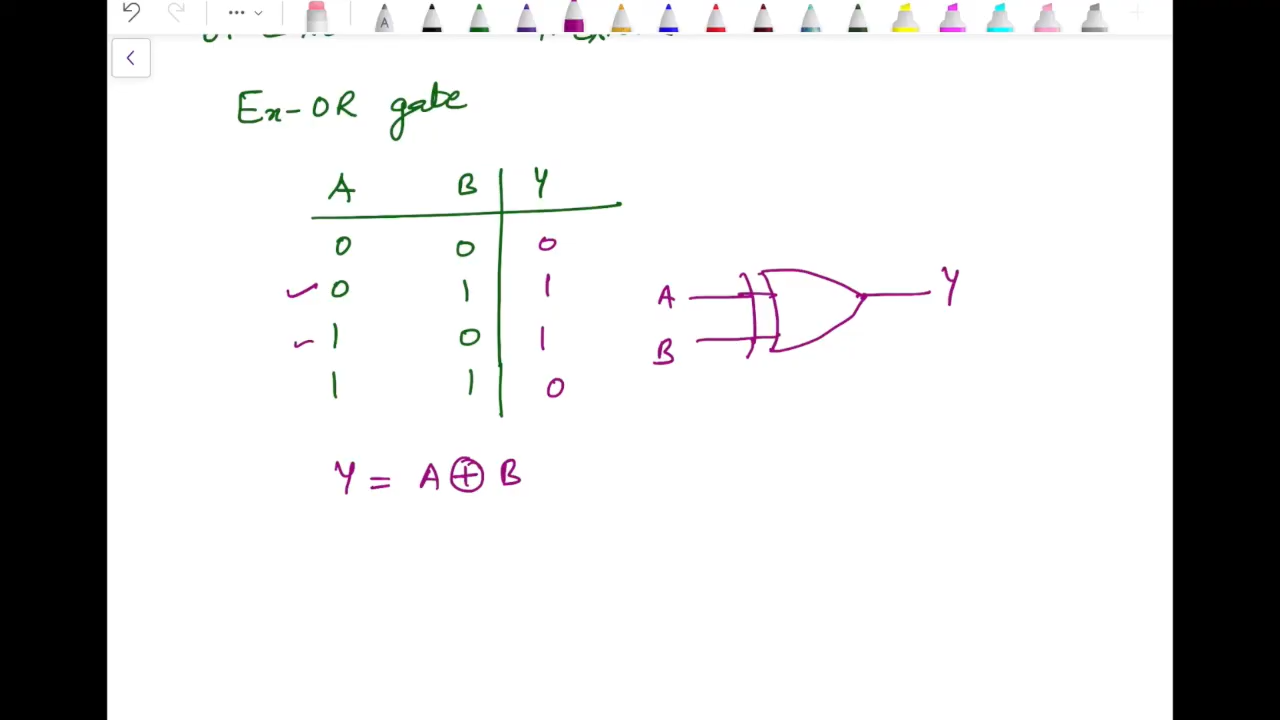 Ex-OR gate
A B Y
0 0 0
0 1 1
1 0 1
1 1 0
A
B
Y
Y = A ⊕ B